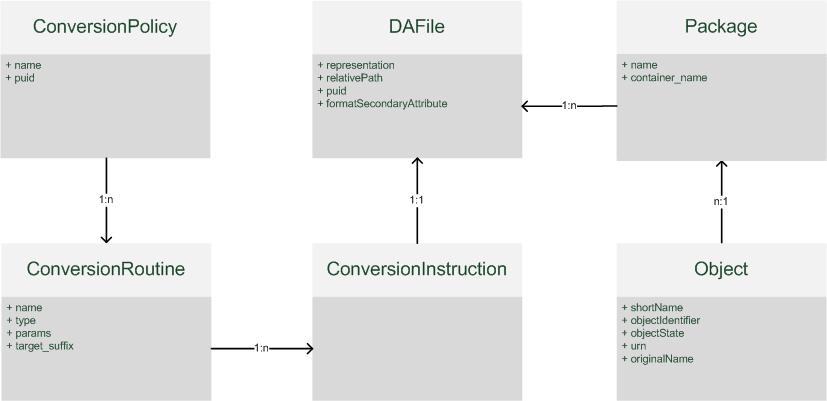 ConversionPolicy
+ name
+ puid
DAFile
+ representation
+ relativePath
+ puid
+ formatSecondaryAttribute
Package
+ name
+ container_name
1:n
1:n
1:1
n:1
ConversionRoutine
+ name
+ type
+ params
+ target_suffix
1:n
ConversionInstruction
Object
+ shortName
+ objectIdentifier
+ objectState
+ urn
+ originalName